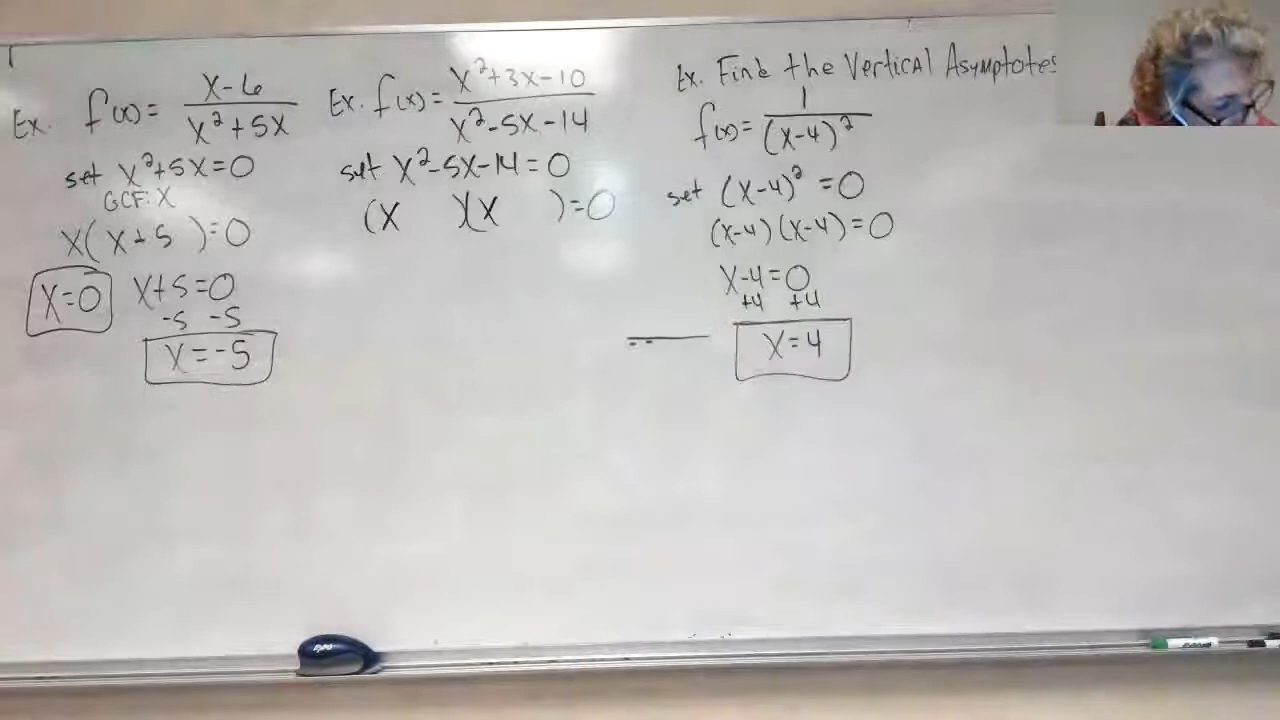 Ex. f(x) = x-6
x²+5x
set x²+5x=0
GCF: x
x( x+5 )=0
x=0 x+5=0
-5 -5
x=-5
Ex. f(x) = x²+3x-10
x²-5x-14
set x²-5x-14=0
(x )(x )=0
Ex. Find the Vertical Asymptotes
f(x)= 1
(x-4)²
set (x-4)²=0
(x-4)(x-4)=0
x-4=0
+4 +4
x=4
EXPO